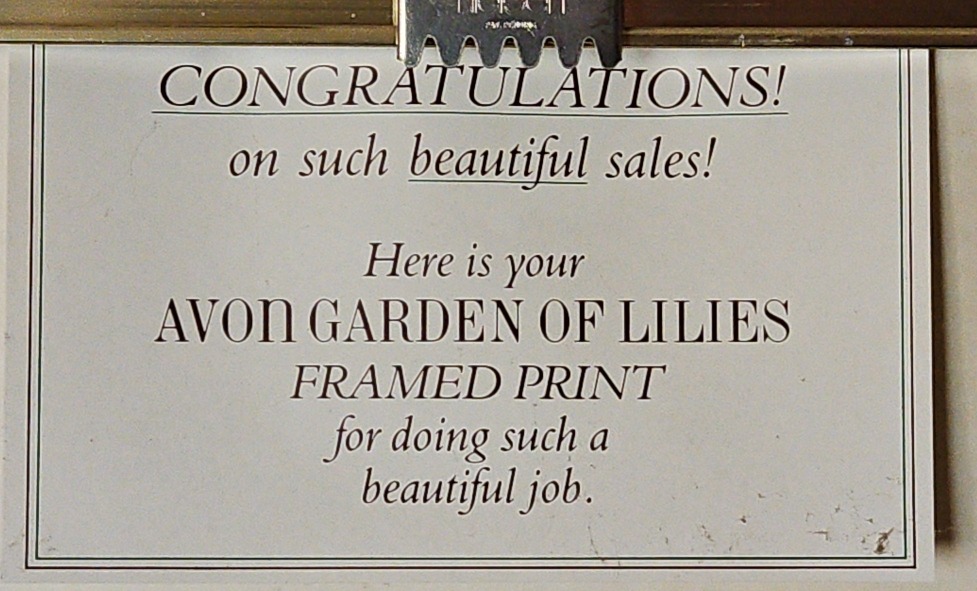 CONGRATULATIONS!
on such beautiful sales!
Here is your
AVON GARDEN OF LILIES
FRAMED PRINT
for doing such a
beautiful job.